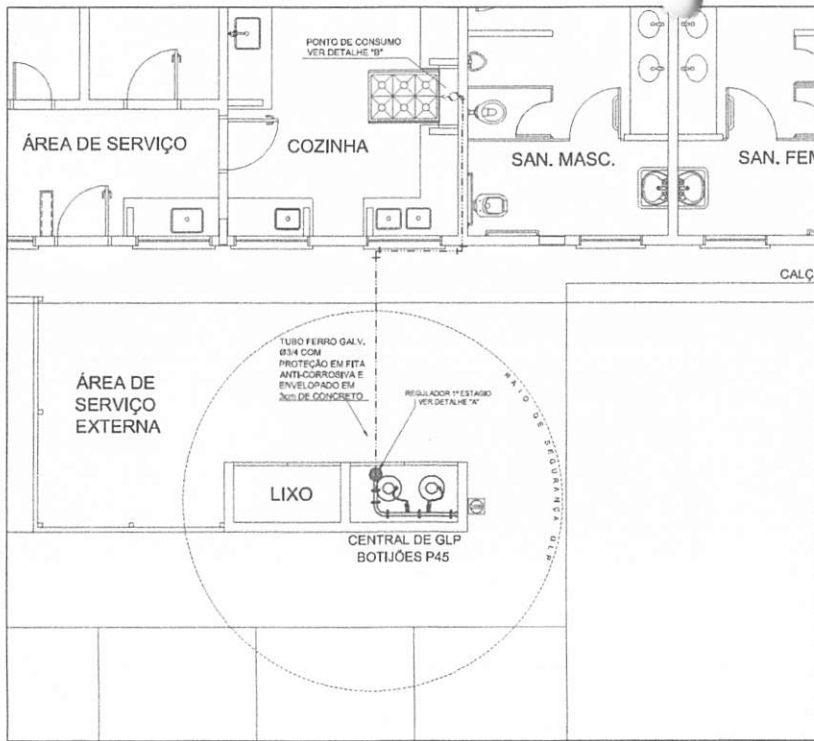 PONTO DE CONSUMO
VER DETALHE "B"
ÁREA DE SERVIÇO
COZINHA
SAN. MASC.
SAN. FEM
CALÇ
TUBO FERRO GALV.
Ø3/4 COM
PROTEÇÃO EM FITA
ANTI-CORROSIVA E
ENVELOPADO EM
3cm DE CONCRETO
REGULADOR 1º ESTAGIO
VER DETALHE "A"
RAIO DE SEGURANÇA GLP
ÁREA DE
SERVIÇO
EXTERNA
LIXO
CENTRAL DE GLP
BOTIJÕES P45